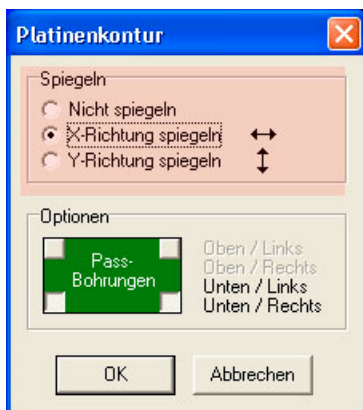 Platinenkontur
Spiegeln
Nicht spiegeln
X-Richtung spiegeln
Y-Richtung spiegeln
Optionen
Pass-
Bohrungen
Oben / Links
Oben / Rechts
Unten / Links
Unten / Rechts
OK
Abbrechen